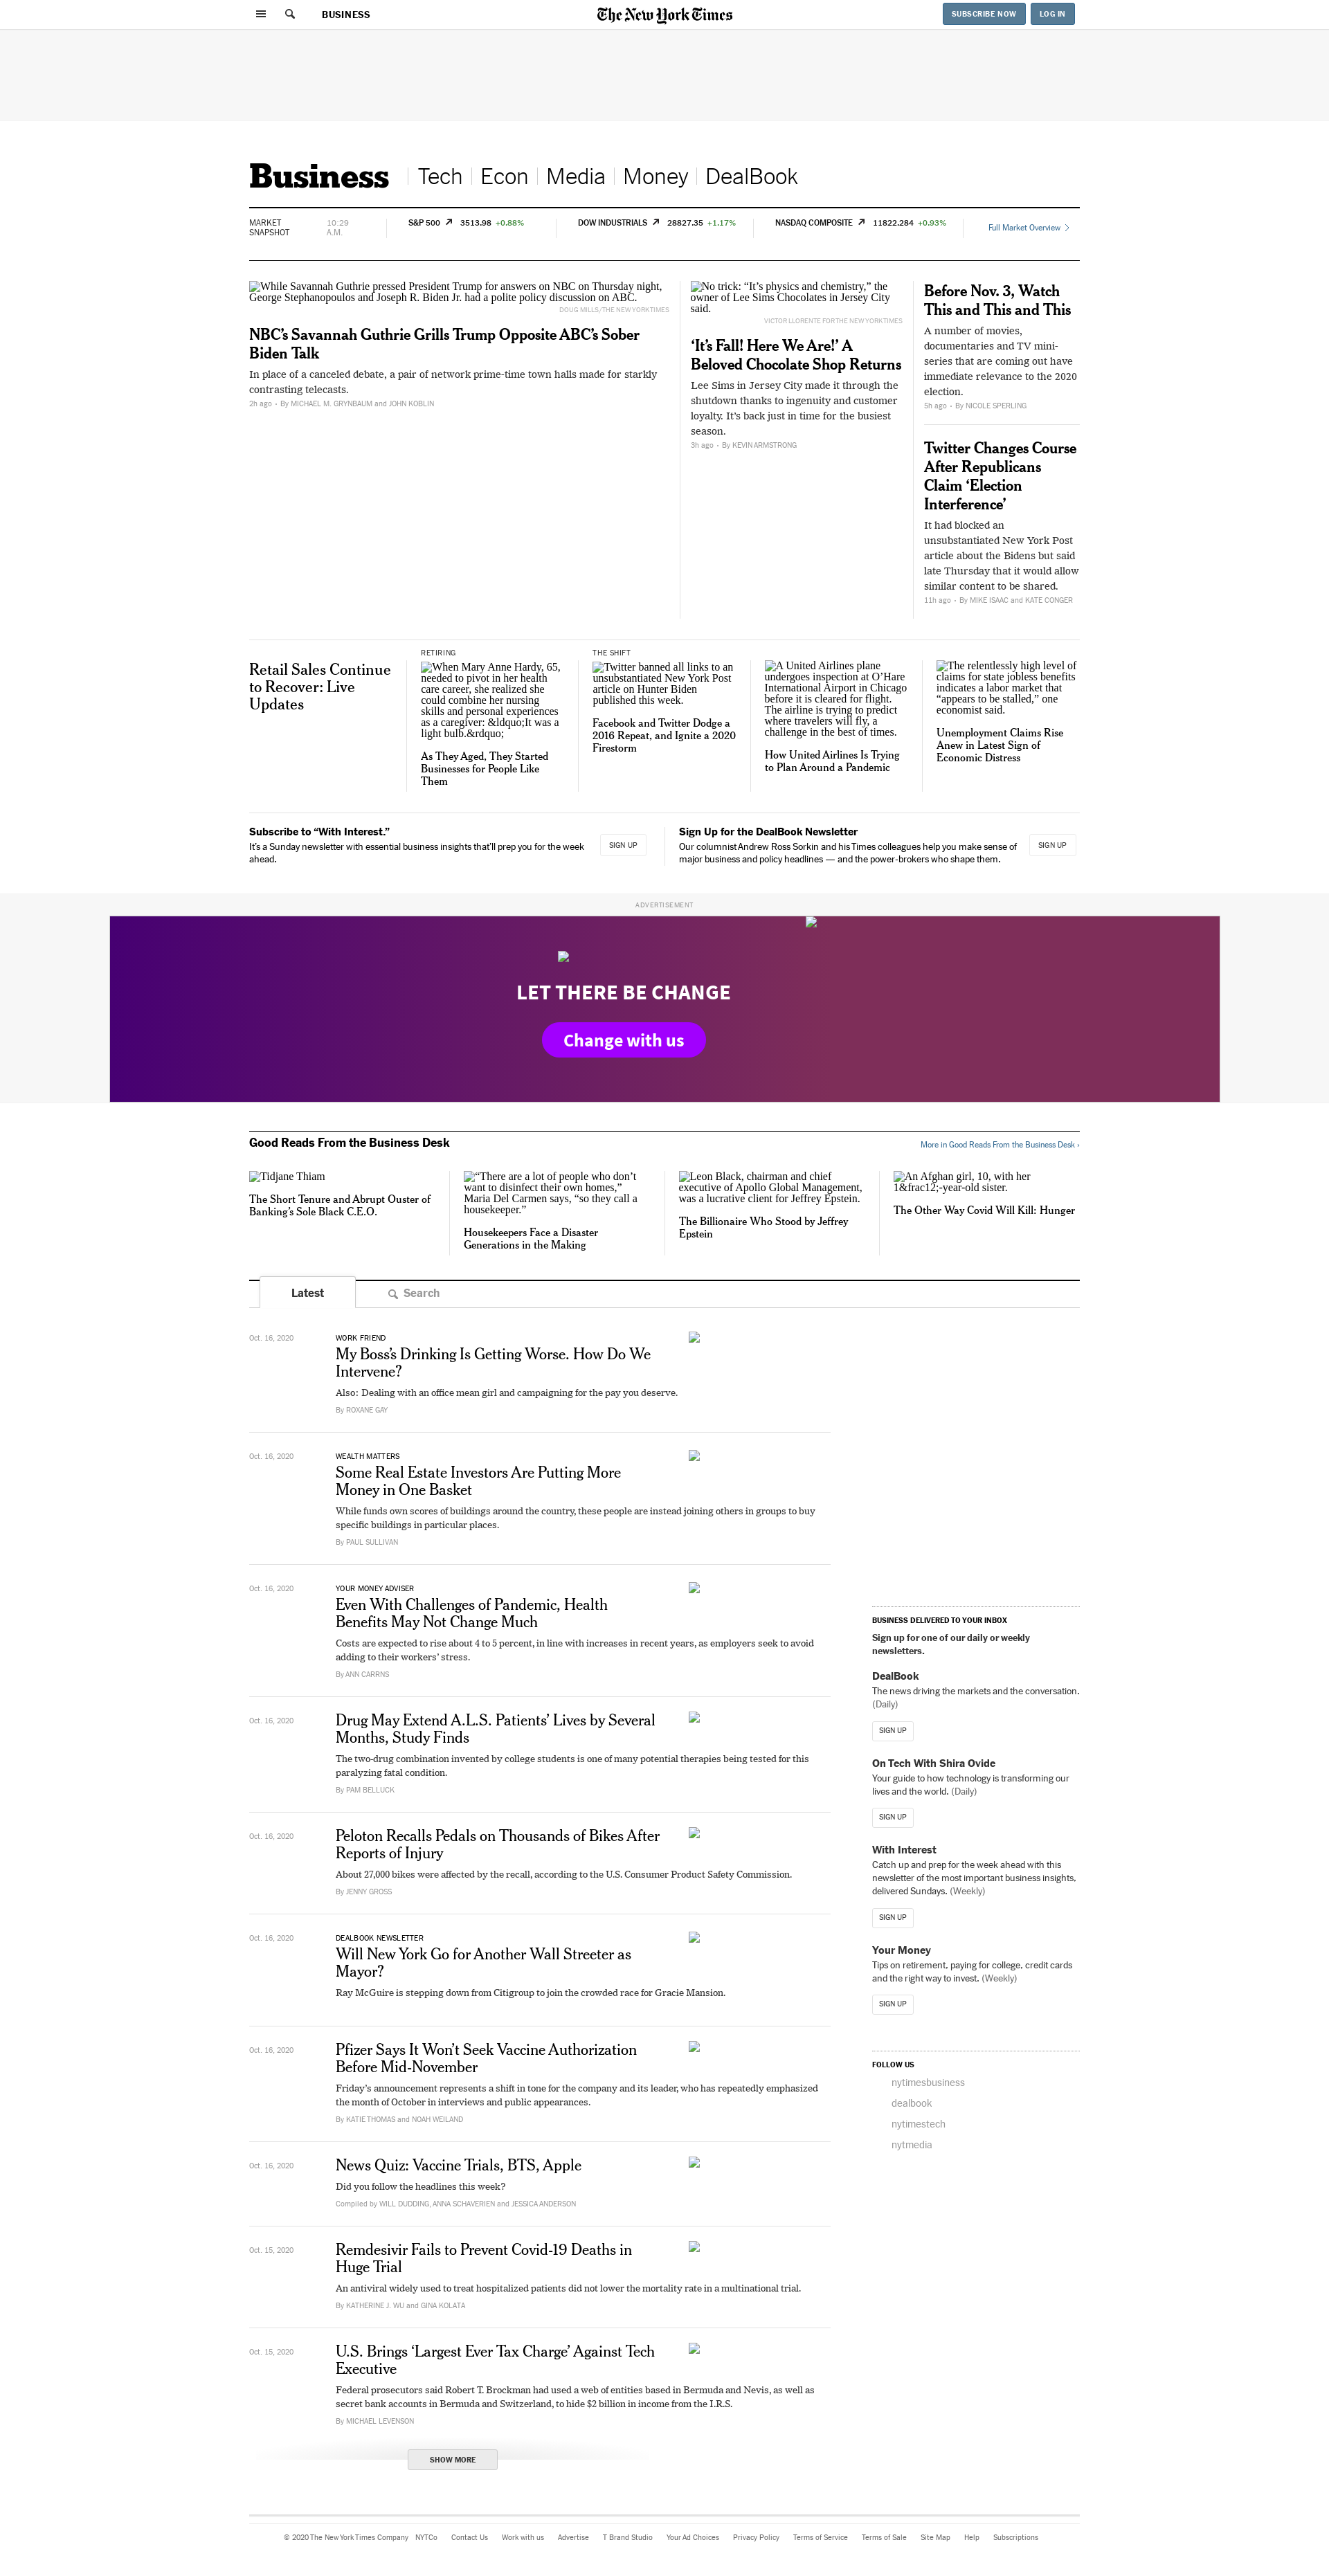 BUSINESS
The New York Times
SUBSCRIBE NOW
LOG IN
Business
Tech
Econ
Media
Money
DealBook
MARKET
SNAPSHOT
10:29
A.M.
S&P 500 3513.98 +0.88%
DOW INDUSTRIALS 28827.35 +1.17%
NASDAQ COMPOSITE 11822.284 +0.93%
Full Market Overview
While Savannah Guthrie pressed President Trump for answers on NBC on Thursday night,
George Stephanopoulos and Joseph R. Biden Jr. had a polite policy discussion on ABC.
DOUG MILLS/THE NEW YORK TIMES
NBC’s Savannah Guthrie Grills Trump Opposite ABC’s Sober
Biden Talk
In place of a canceled debate, a pair of network prime-time town halls made for starkly
contrasting telecasts.
2h ago • By MICHAEL M. GRYNBAUM and JOHN KOBLIN
No trick: “It’s physics and chemistry,” the
owner of Lee Sims Chocolates in Jersey City
said.
VICTOR LLORENTE FOR THE NEW YORK TIMES
‘It’s Fall! Here We Are!’ A
Beloved Chocolate Shop Returns
Lee Sims in Jersey City made it through the
shutdown thanks to ingenuity and customer
loyalty. It’s back just in time for the busiest
season.
3h ago • By KEVIN ARMSTRONG
Before Nov. 3, Watch
This and This and This
A number of movies,
documentaries and TV mini-
series that are coming out have
immediate relevance to the 2020
election.
5h ago • By NICOLE SPERLING
Twitter Changes Course
After Republicans
Claim ‘Election
Interference’
It had blocked an
unsubstantiated New York Post
article about the Bidens but said
late Thursday that it would allow
similar content to be shared.
11h ago • By MIKE ISAAC and KATE CONGER
Retail Sales Continue
to Recover: Live
Updates
RETIRING
When Mary Anne Hardy, 65,
needed to pivot in her health
care career, she realized she
could combine her nursing
skills and personal experiences
as a caregiver: &ldquo;It was a
light bulb.&rdquo;
As They Aged, They Started
Businesses for People Like
Them
THE SHIFT
Twitter banned all links to an
unsubstantiated New York Post
article on Hunter Biden
published this week.
Facebook and Twitter Dodge a
2016 Repeat, and Ignite a 2020
Firestorm
A United Airlines plane
undergoes inspection at O’Hare
International Airport in Chicago
before it is cleared for flight.
The airline is trying to predict
where travelers will fly, a
challenge in the best of times.
How United Airlines Is Trying
to Plan Around a Pandemic
The relentlessly high level of
claims for state jobless benefits
indicates a labor market that
“appears to be stalled,” one
economist said.
Unemployment Claims Rise
Anew in Latest Sign of
Economic Distress
Subscribe to “With Interest.”
It’s a Sunday newsletter with essential business insights that’ll prep you for the week
ahead.
SIGN UP
Sign Up for the DealBook Newsletter
Our columnist Andrew Ross Sorkin and his Times colleagues help you make sense of
major business and policy headlines — and the power-brokers who shape them.
SIGN UP
ADVERTISEMENT
LET THERE BE CHANGE
Change with us
Good Reads From the Business Desk
More in Good Reads From the Business Desk ›
Tidjane Thiam
The Short Tenure and Abrupt Ouster of
Banking’s Sole Black C.E.O.
“There are a lot of people who don’t
want to disinfect their own homes,”
Maria Del Carmen says, “so they call a
housekeeper.”
Housekeepers Face a Disaster
Generations in the Making
Leon Black, chairman and chief
executive of Apollo Global Management,
was a lucrative client for Jeffrey Epstein.
The Billionaire Who Stood by Jeffrey
Epstein
An Afghan girl, 10, with her
1&frac12;-year-old sister.
The Other Way Covid Will Kill: Hunger
Latest
Search
Oct. 16, 2020
WORK FRIEND
My Boss’s Drinking Is Getting Worse. How Do We
Intervene?
Also: Dealing with an office mean girl and campaigning for the pay you deserve.
By ROXANE GAY
Oct. 16, 2020
WEALTH MATTERS
Some Real Estate Investors Are Putting More
Money in One Basket
While funds own scores of buildings around the country, these people are instead joining others in groups to buy
specific buildings in particular places.
By PAUL SULLIVAN
Oct. 16, 2020
YOUR MONEY ADVISER
Even With Challenges of Pandemic, Health
Benefits May Not Change Much
Costs are expected to rise about 4 to 5 percent, in line with increases in recent years, as employers seek to avoid
adding to their workers’ stress.
By ANN CARRNS
Oct. 16, 2020
Drug May Extend A.L.S. Patients’ Lives by Several
Months, Study Finds
The two-drug combination invented by college students is one of many potential therapies being tested for this
paralyzing fatal condition.
By PAM BELLUCK
Oct. 16, 2020
Peloton Recalls Pedals on Thousands of Bikes After
Reports of Injury
About 27,000 bikes were affected by the recall, according to the U.S. Consumer Product Safety Commission.
By JENNY GROSS
Oct. 16, 2020
DEALBOOK NEWSLETTER
Will New York Go for Another Wall Streeter as
Mayor?
Ray McGuire is stepping down from Citigroup to join the crowded race for Gracie Mansion.
Oct. 16, 2020
Pfizer Says It Won’t Seek Vaccine Authorization
Before Mid-November
Friday’s announcement represents a shift in tone for the company and its leader, who has repeatedly emphasized
the month of October in interviews and public appearances.
By KATIE THOMAS and NOAH WEILAND
Oct. 16, 2020
News Quiz: Vaccine Trials, BTS, Apple
Did you follow the headlines this week?
Compiled by WILL DUDDING, ANNA SCHAVERIEN and JESSICA ANDERSON
Oct. 15, 2020
Remdesivir Fails to Prevent Covid-19 Deaths in
Huge Trial
An antiviral widely used to treat hospitalized patients did not lower the mortality rate in a multinational trial.
By KATHERINE J. WU and GINA KOLATA
Oct. 15, 2020
U.S. Brings ‘Largest Ever Tax Charge’ Against Tech
Executive
Federal prosecutors said Robert T. Brockman had used a web of entities based in Bermuda and Nevis, as well as
secret bank accounts in Bermuda and Switzerland, to hide $2 billion in income from the I.R.S.
By MICHAEL LEVENSON
SHOW MORE
BUSINESS DELIVERED TO YOUR INBOX
Sign up for one of our daily or weekly
newsletters.
DealBook
The news driving the markets and the conversation.
(Daily)
SIGN UP
On Tech With Shira Ovide
Your guide to how technology is transforming our
lives and the world. (Daily)
SIGN UP
With Interest
Catch up and prep for the week ahead with this
newsletter of the most important business insights,
delivered Sundays. (Weekly)
SIGN UP
Your Money
Tips on retirement, paying for college, credit cards
and the right way to invest. (Weekly)
SIGN UP
FOLLOW US
nytimesbusiness
dealbook
nytimestech
nytmedia
© 2020 The New York Times Company NYTCo Contact Us Work with us Advertise T Brand Studio Your Ad Choices Privacy Policy Terms of Service Terms of Sale Site Map Help Subscriptions